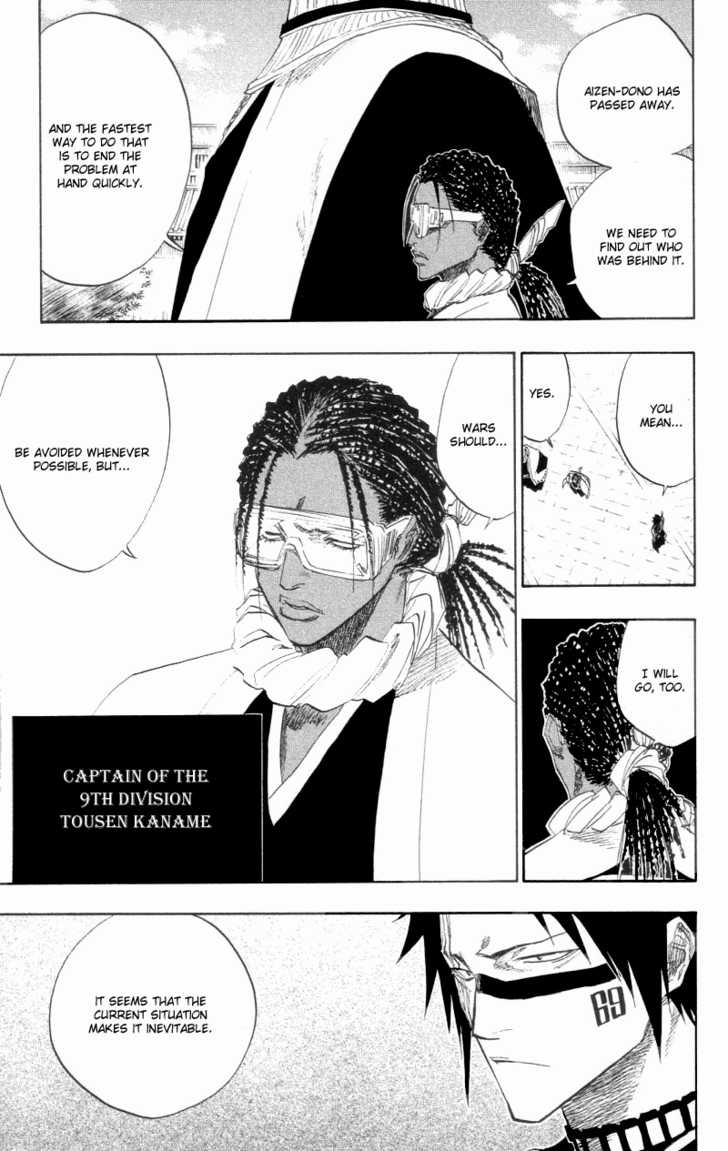 AIZEN-DONO HAS
PASSED AWAY.
WE NEED TO
FIND OUT WHO
WAS BEHIND IT.
AND THE FASTEST
WAY TO DO THAT
IS TO END THE
PROBLEM AT
HAND QUICKLY.
YOU
MEAN...
YES.
WARS
SHOULD...
BE AVOIDED WHENEVER
POSSIBLE, BUT...
CAPTAIN OF THE
9TH DIVISION
TOUSEN KANAME
I WILL
GO, TOO.
IT SEEMS THAT THE
CURRENT SITUATION
MAKES IT INEVITABLE.
69